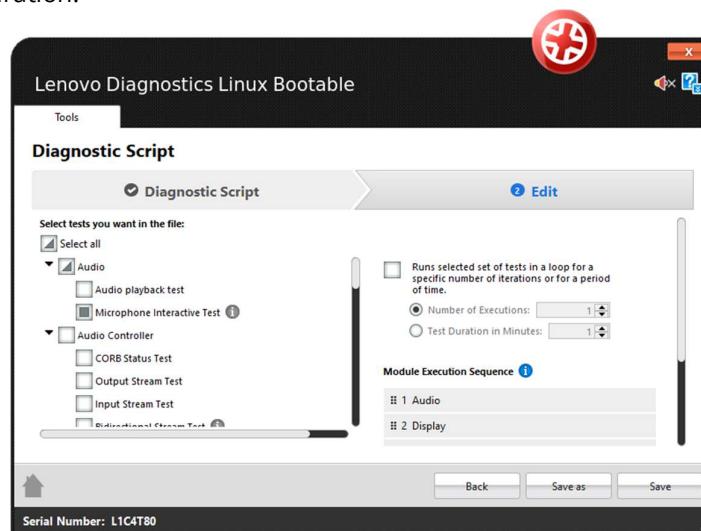 Lenovo Diagnostics Linux Bootable
x
Tools
Diagnostic Script
Diagnostic Script
2 Edit
Select tests you want in the file:
Select all
Audio
Audio playback test
Microphone Interactive Test
Audio Controller
CORB Status Test
Output Stream Test
Input Stream Test
Bidirectional Stream Test
Runs selected set of tests in a loop for a
specific number of iterations or for a period
of time.
Number of Executions: 1
Test Duration in Minutes: 1
Module Execution Sequence
1 Audio
2 Display
Back
Save as
Save
Serial Number: L1C4T80